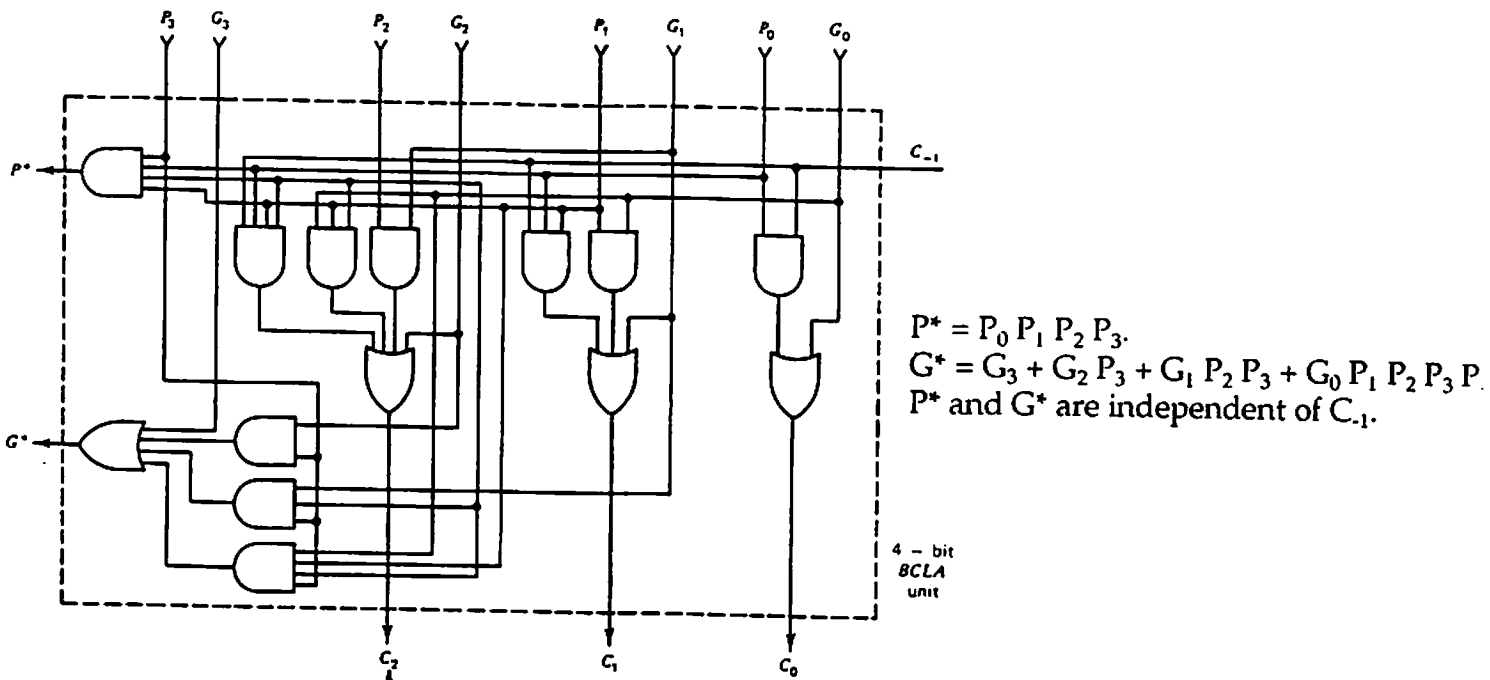 P₃ G₃ P₂ G₂ P₁ G₁ P₀ G₀
C₋₁
P*
P* = P₀ P₁ P₂ P₃.
G* = G₃ + G₂ P₃ + G₁ P₂ P₃ + G₀ P₁ P₂ P₃ P.
P* and G* are independent of C₋₁.
G*
4 – bit
BCLA
unit
C₂ C₁ C₀